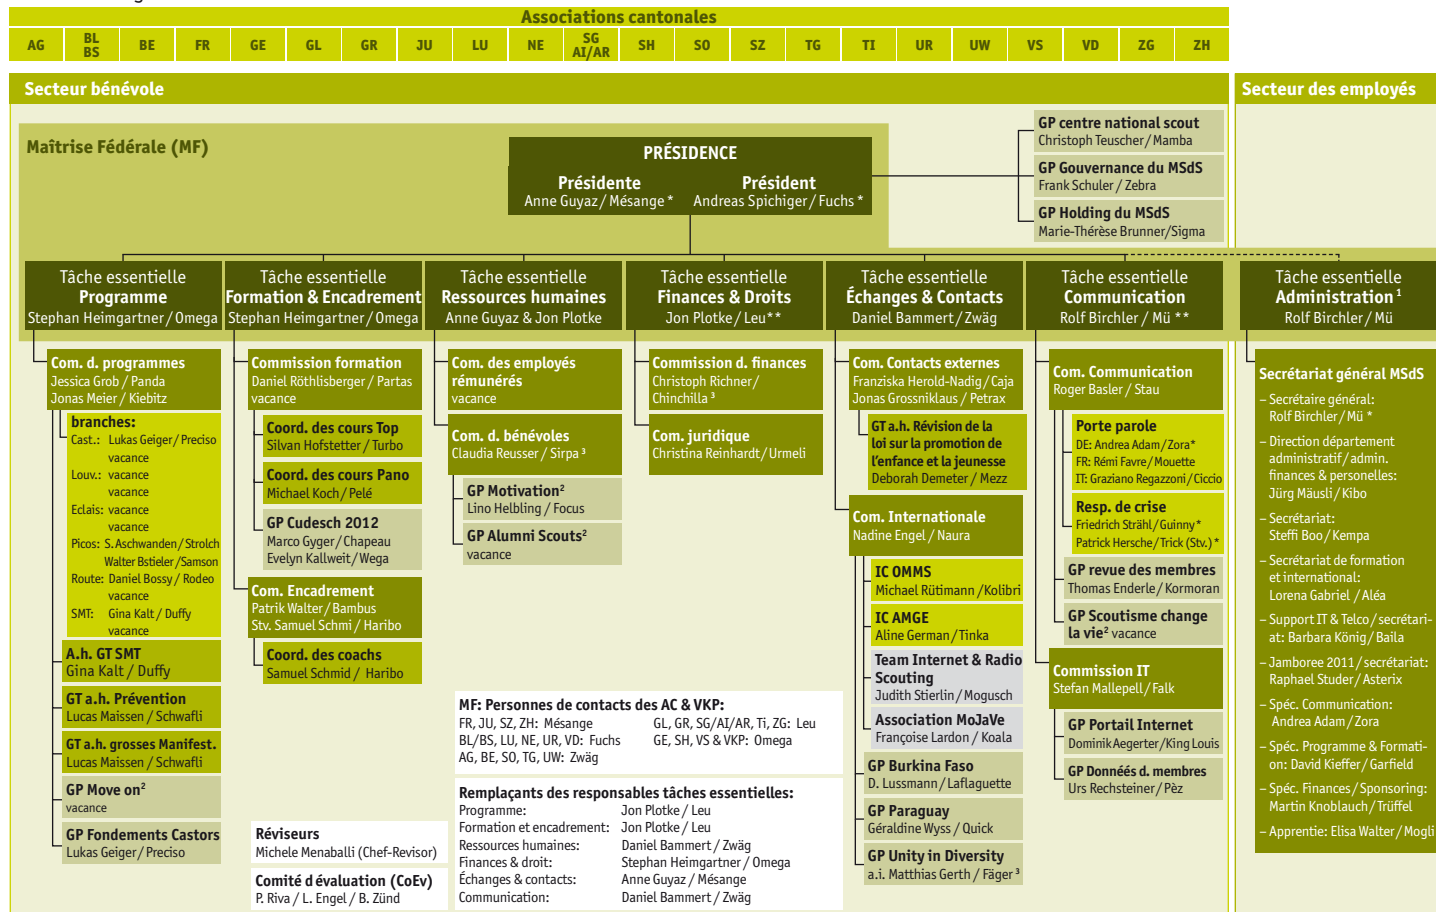 Associations cantonales
AG
BL
BS
BE
FR
GE
GL
GR
JU
LU
NE
SG
AI/AR
SH
SO
SZ
TG
TI
UR
UW
VS
VD
ZG
ZH
Secteur bénévole
Secteur des employés
Maîtrise Fédérale (MF)
PRÉSIDENCE
Présidente
Anne Guyaz / Mésange *
Président
Andreas Spichiger / Fuchs *
GP centre national scout
Christoph Teuscher / Mamba
GP Gouvernance du MSdS
Frank Schuler / Zebra
GP Holding du MSdS
Marie-Thérèse Brunner/Sigma
Tâche essentielle
Programme
Stephan Heimgartner / Omega
Tâche essentielle
Formation & Encadrement
Stephan Heimgartner / Omega
Tâche essentielle
Ressources humaines
Anne Guyaz & Jon Plotke
Tâche essentielle
Finances & Droits
Jon Plotke / Leu**
Tâche essentielle
Échanges & Contacts
Daniel Bammert / Zwäg
Tâche essentielle
Communication
Rolf Birchler / Mü **
Tâche essentielle
Administration ¹
Rolf Birchler / Mü
Com. d. programmes
Jessica Grob / Panda
Jonas Meier / Kiebitz
branches:
Cast.: Lukas Geiger / Preciso
vacance
Louv.: vacance
vacance
Eclais: vacance
vacance
Picos: S. Aschwanden / Strolch
Walter Bstieler / Samson
Route: Daniel Bossy / Rodeo
vacance
SMT: Gina Kalt / Duffy
vacance
A.h. GT SMT
Gina Kalt / Duffy
GT a.h. Prévention
Lucas Maissen / Schwafli
GT a.h. grosses Manifest.
Lucas Maissen / Schwafli
GP Move on²
vacance
GP Fondements Castors
Lukas Geiger / Preciso
Commission formation
Daniel Röthlisberger / Partas
vacance
Coord. des cours Top
Silvan Hofstetter / Turbo
Coord. des cours Pano
Michael Koch / Pelé
GP Cudesch 2012
Marco Gyger / Chapeau
Evelyn Kallweit / Wega
Com. Encadrement
Patrik Walter / Bambus
Stv. Samuel Schmi / Haribo
Coord. des coachs
Samuel Schmid / Haribo
Réviseurs
Michele Menaballi (Chef-Revisor)
Comité d évaluation (CoEv)
P. Riva / L. Engel / B. Zünd
Com. des employés
rémunérés
vacance
Com. d. bénévoles
Claudia Reusser / Sirpa ³
GP Motivation²
Lino Helbling / Focus
GP Alumni Scouts²
vacance
Commission d. finances
Christoph Richner /
Chinchilla ³
Com. juridique
Christina Reinhardt / Urmeli
MF: Personnes de contacts des AC & VKP:
FR, JU, SZ, ZH: Mésange
BL/BS, LU, NE, UR, VD: Fuchs
AG, BE, SO, TG, UW: Zwäg
GL, GR, SG/AI/AR, Ti, ZG: Leu
GE, SH, VS & VKP: Omega
Remplaçants des responsables tâches essentielles:
Programme: Jon Plotke / Leu
Formation et encadrement: Jon Plotke / Leu
Ressources humaines: Daniel Bammert / Zwäg
Finances & droit: Stephan Heimgartner / Omega
Échanges & contacts: Anne Guyaz / Mésange
Communication: Daniel Bammert / Zwäg
Com. Contacts externes
Franziska Herold-Nadig / Caja
Jonas Grossniklaus / Petrax
GT a.h. Révision de la
loi sur la promotion de
l'enfance et la jeunesse
Deborah Demeter / Mezz
Com. Internationale
Nadine Engel / Naura
IC OMMS
Michael Rütimann / Kolibri
IC AMGE
Aline German / Tinka
Team Internet & Radio
Scouting
Judith Stierlin / Mogusch
Association MoJaVe
Françoise Lardon / Koala
GP Burkina Faso
D. Lussmann / Laflaguette
GP Paraguay
Géraldine Wyss / Quick
GP Unity in Diversity
a.i. Matthias Gerth / Fäger ³
Com. Communication
Roger Basler / Stau
Porte parole
DE: Andrea Adam / Zora*
FR: Rémi Favre / Mouette
IT: Graziano Regazzoni / Ciccio
Resp. de crise
Friedrich Strähl / Guinny *
Patrick Hersche / Trick (Stv.) *
GP revue des membres
Thomas Enderle / Kormoran
GP Scoutisme change
la vie² vacance
Commission IT
Stefan Mallepell / Falk
GP Portail Internet
Dominik Aegerter / King Louis
GP Donnéés d. membres
Urs Rechsteiner / Pèz
Secrétariat général MSdS
– Secrétaire général:
Rolf Birchler / Mü *
– Direction département
administratif / admin.
finances & personelles:
Jürg Mäusli / Kibo
– Secrétariat:
Steffi Boo / Kempa
– Secrétariat de formation
et international:
Lorena Gabriel / Aléa
– Support IT & Telco / secrétari-
at: Barbara König / Baila
– Jamboree 2011 / secrétariat:
Raphael Studer / Asterix
– Spéc. Communication:
Andrea Adam / Zora
– Spéc. Programme & Formati-
on: David Kieffer / Garfield
– Spéc. Finances / Sponsoring:
Martin Knoblauch / Trüffel
– Apprentie: Elisa Walter / Mogli